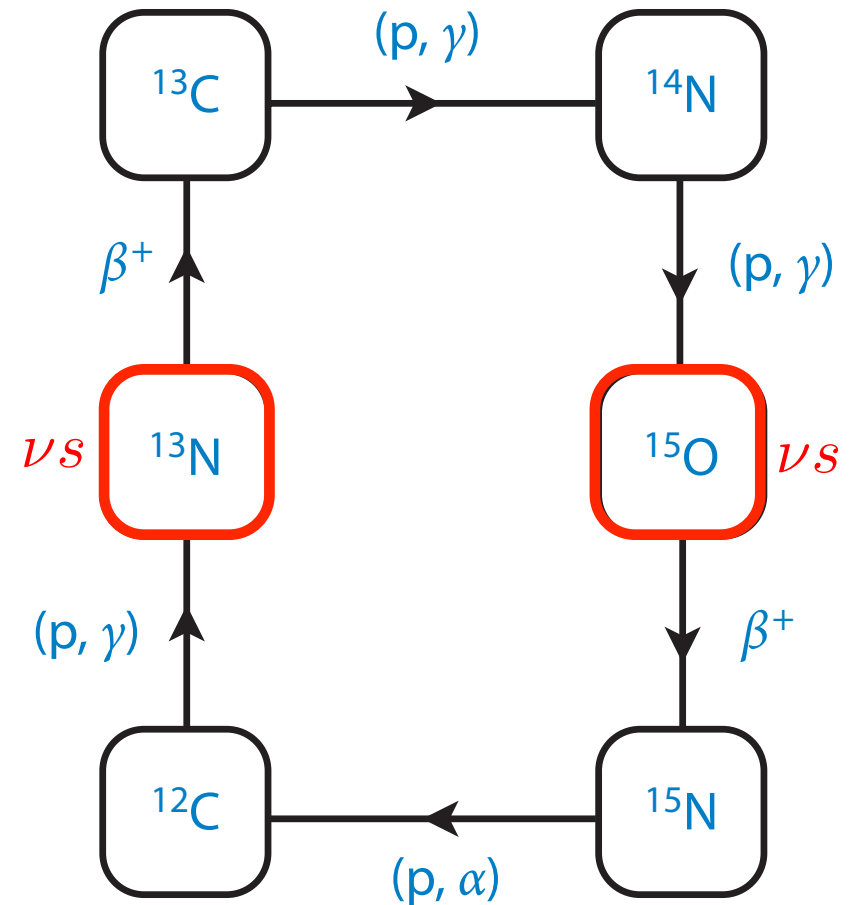 (p, γ)
¹³C
¹⁴N
β⁺
(p, γ)
νs
¹³N
¹⁵O
νs
(p, γ)
β⁺
¹²C
¹⁵N
(p, α)